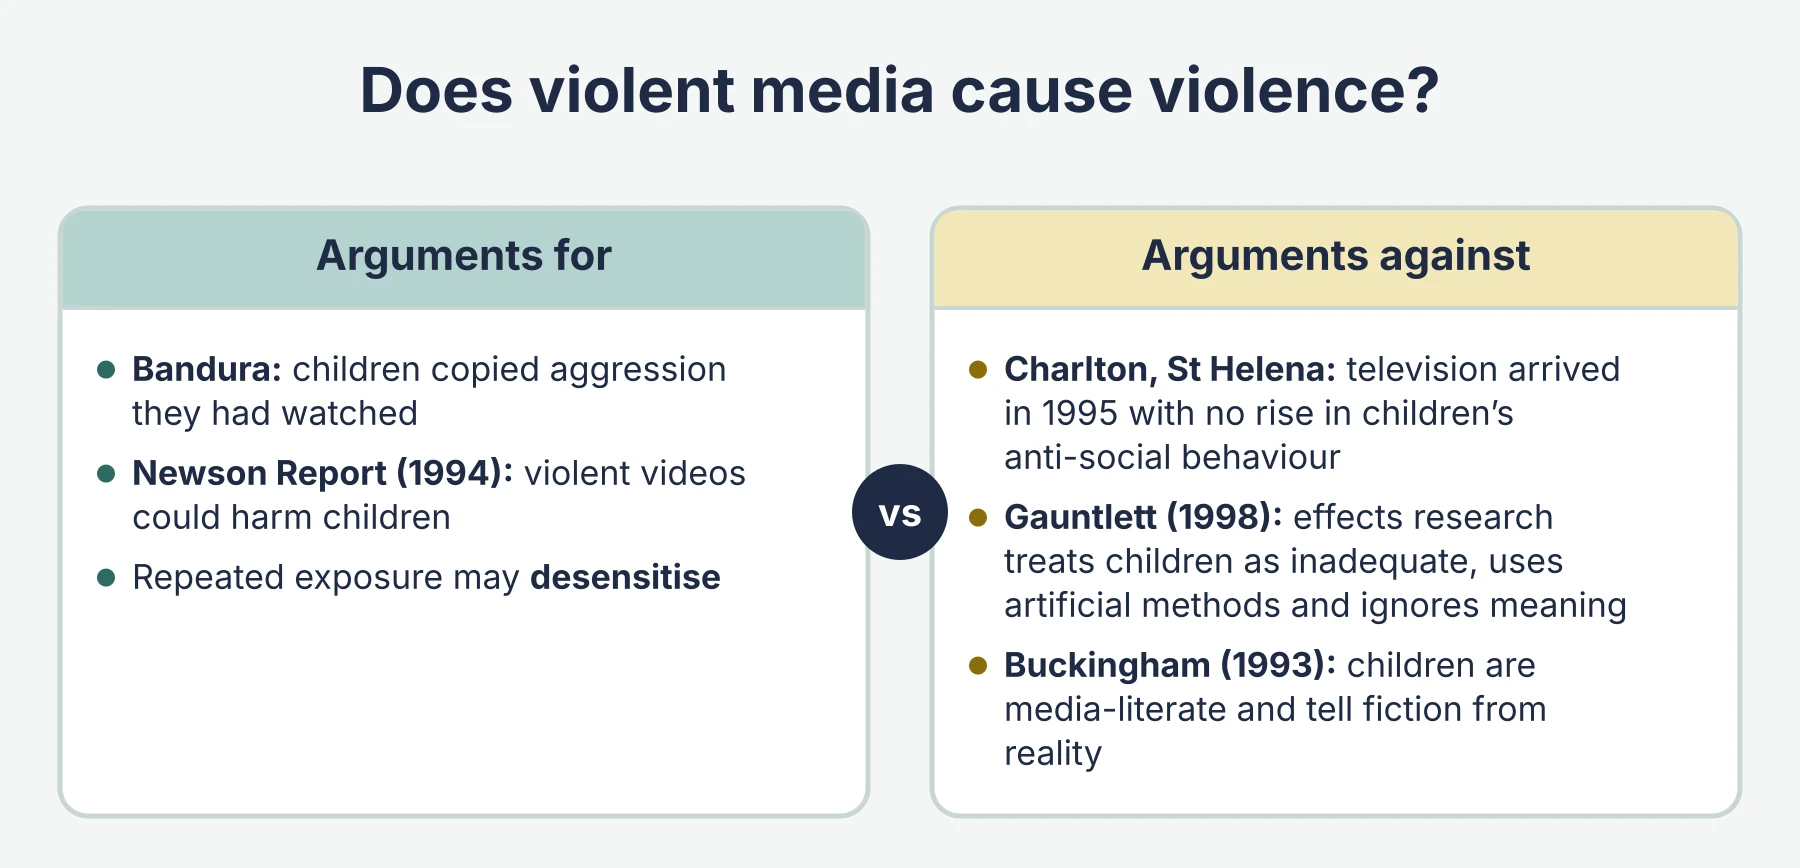 Does violent media cause violence?
Arguments for
Bandura: children copied aggression
they had watched
Newson Report (1994): violent videos
could harm children
Repeated exposure may desensitise
vs
Arguments against
Charlton, St Helena: television arrived
in 1995 with no rise in children’s
anti-social behaviour
Gauntlett (1998): effects research
treats children as inadequate, uses
artificial methods and ignores meaning
Buckingham (1993): children are
media-literate and tell fiction from
reality